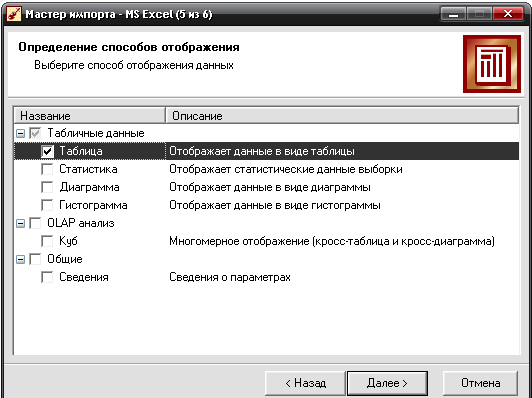 Мастер импорта - MS Excel (5 из 6)
Определение способов отображения
Выберите способ отображения данных
Название Описание
Табличные данные
Таблица Отображает данные в виде таблицы
Статистика Отображает статистические данные выборки
Диаграмма Отображает данные в виде диаграммы
Гистограмма Отображает данные в виде гистограммы
OLAP анализ
Куб Многомерное отображение (кросс-таблица и кросс-диаграмма)
Общие
Сведения Сведения о параметрах
< Назад Далее > Отмена